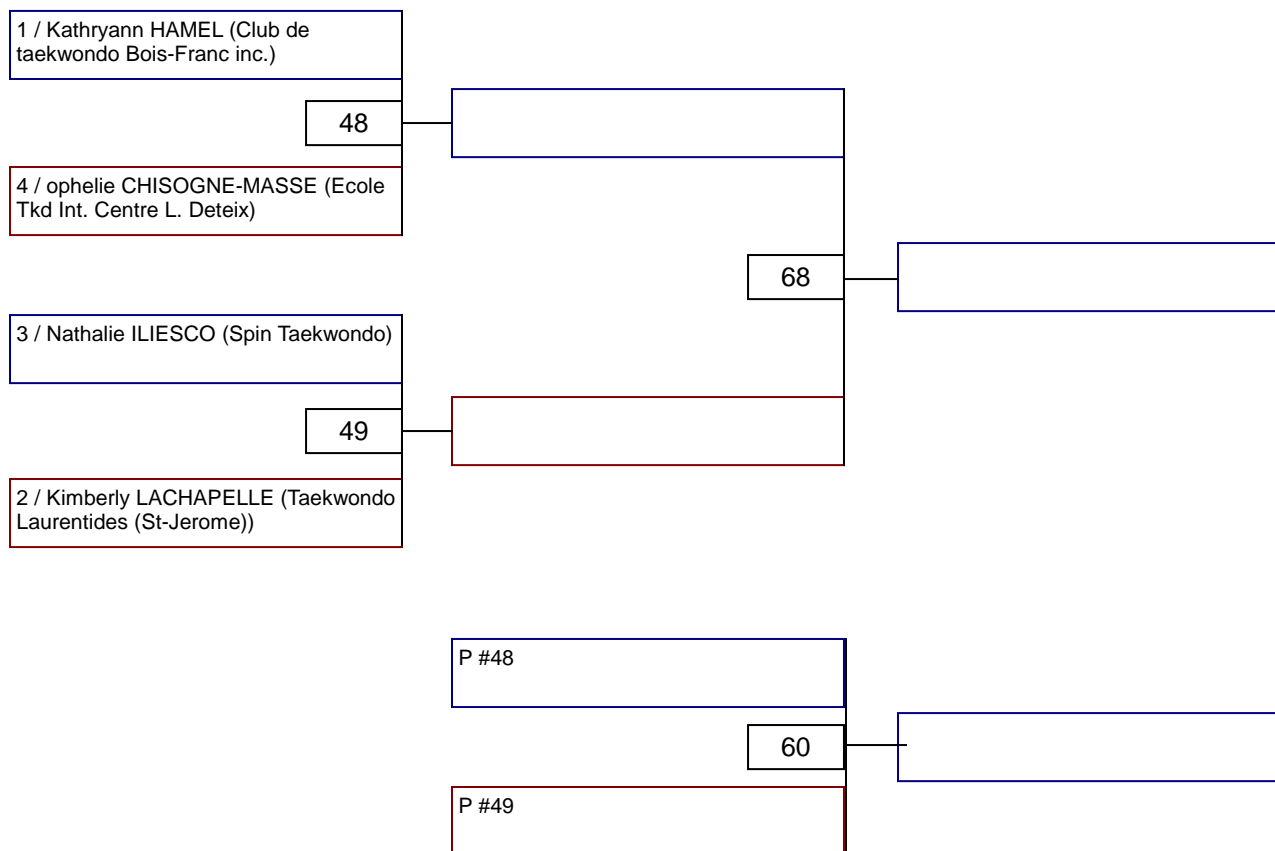 1 / Kathryann HAMEL (Club de
taekwondo Bois-Franc inc.)
48
4 / ophelie CHISOGNE-MASSE (Ecole
Tkd Int. Centre L. Deteix)
68
3 / Nathalie ILIESCO (Spin Taekwondo)
49
2 / Kimberly LACHAPELLE (Taekwondo
Laurentides (St-Jerome))
P #48
60
P #49